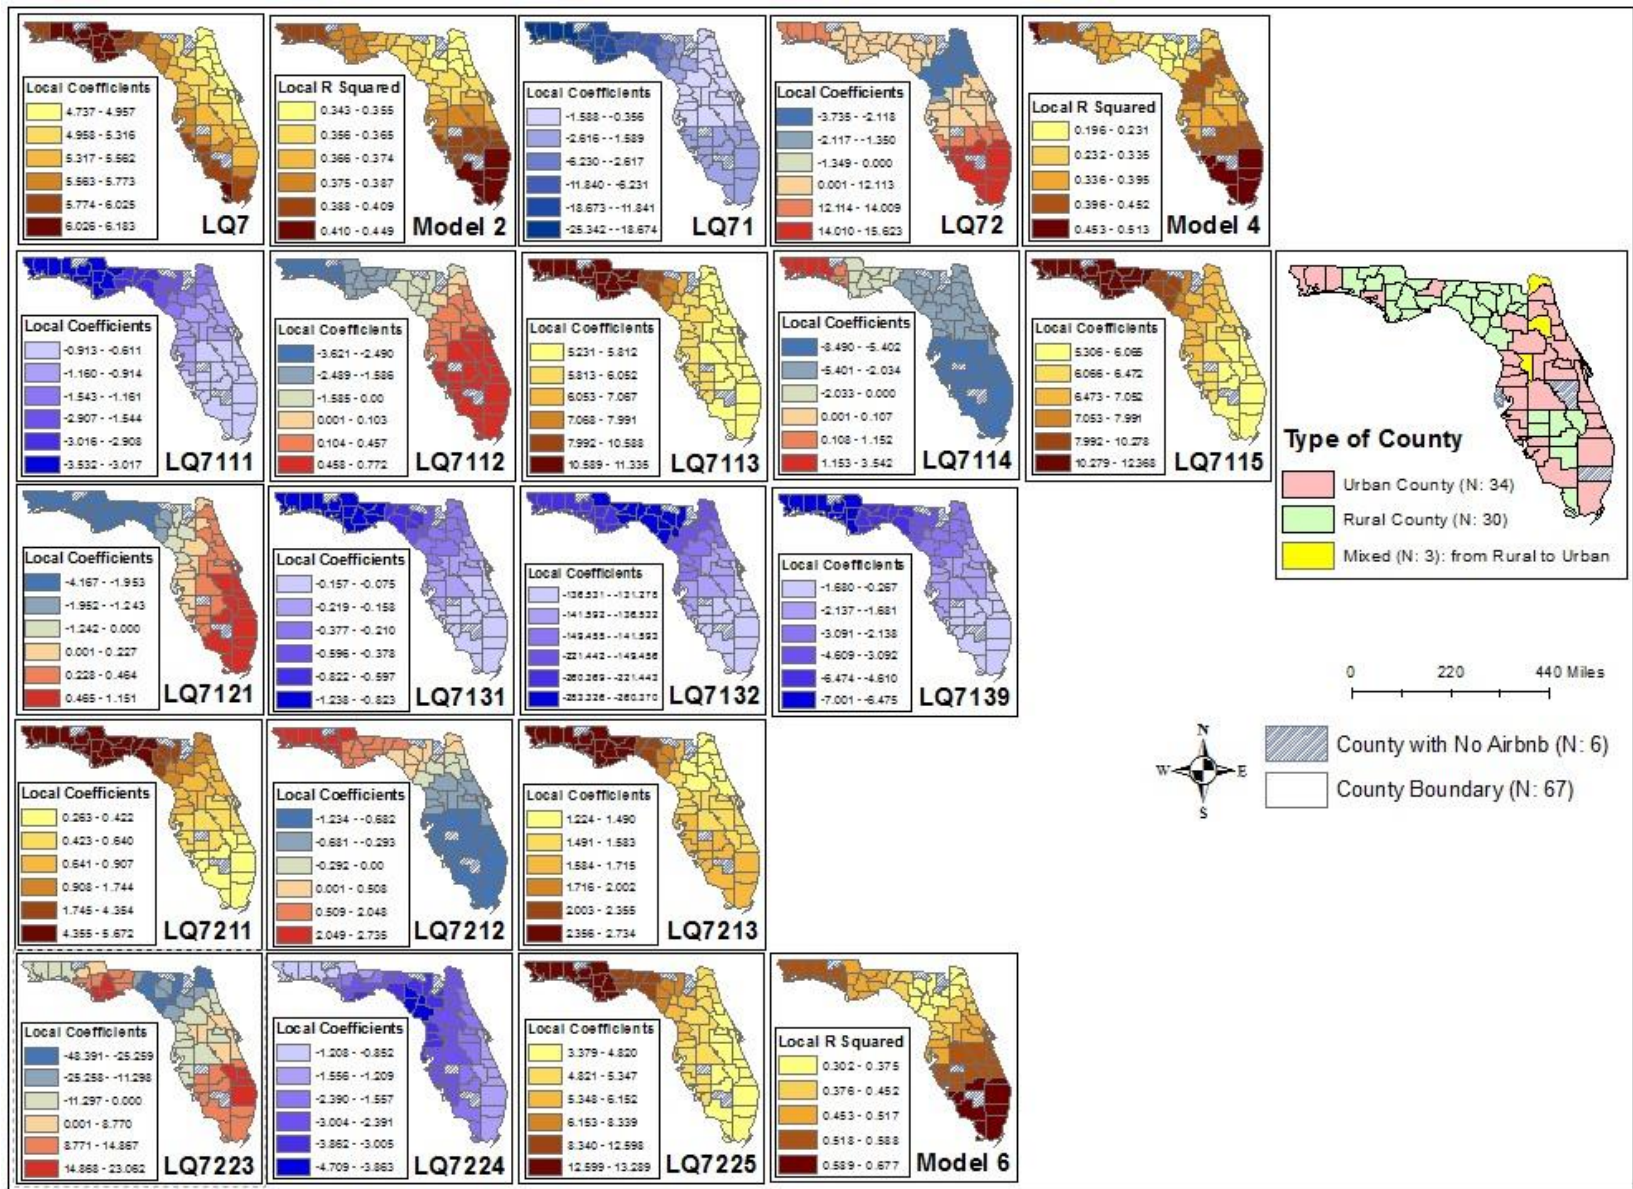 Local Coefficients
4.737 - 4.957
4.958 - 5.316
5.317 - 5.562
5.563 - 5.773
5.774 - 6.025
6.026 - 6.183
LQ7
Local R Squared
0.343 - 0.355
0.356 - 0.365
0.366 - 0.374
0.375 - 0.387
0.388 - 0.409
0.410 - 0.449
Model 2
Local Coefficients
-1.588 - -0.356
-2.616 - -1.589
-6.230 - -2.617
-11.840 - -6.231
-18.673 - -11.841
-25.342 - -18.674
LQ71
Local Coefficients
-3.735 - -2.118
-2.117 - -1.350
-1.349 - 0.000
0.001 - 12.113
12.114 - 14.009
14.010 - 15.623
LQ72
Local R Squared
0.196 - 0.231
0.232 - 0.335
0.336 - 0.395
0.396 - 0.452
0.453 - 0.513
Model 4
Local Coefficients
-0.913 - -0.611
-1.160 - -0.914
-1.543 - -1.161
-2.907 - -1.544
-3.016 - -2.908
-3.532 - -3.017
LQ7111
Local Coefficients
-3.621 - -2.490
-2.489 - -1.586
-1.585 - 0.00
0.001 - 0.103
0.104 - 0.457
0.458 - 0.772
LQ7112
Local Coefficients
5.231 - 5.812
5.813 - 6.052
6.053 - 7.067
7.068 - 7.991
7.992 - 10.588
10.589 - 11.335
LQ7113
Local Coefficients
-8.490 - -5.402
-5.401 - -2.034
-2.033 - 0.00
0.001 - 0.107
0.108 - 1.152
1.153 - 3.542
LQ7114
Local Coefficients
5.306 - 6.065
6.066 - 6.472
6.473 - 7.052
7.053 - 7.991
7.992 - 10.278
10.279 - 12.368
LQ7115
Type of County
Urban County (N: 34)
Rural County (N: 30)
Mixed (N: 3): from Rural to Urban
Local Coefficients
-4.167 - -1.953
-1.952 - -1.243
-1.242 - 0.000
0.001 - 0.227
0.228 - 0.464
0.465 - 1.151
LQ7121
Local Coefficients
-0.157 - -0.075
-0.219 - -0.158
-0.377 - -0.210
-0.596 - -0.378
-0.822 - -0.597
-1.238 - -0.823
LQ7131
Local Coefficients
-136.531 - -131.278
-141.592 - -136.532
-149.455 - -141.593
-221.442 - -149.456
-260.269 - -221.443
-283.326 - -260.270
LQ7132
Local Coefficients
-1.680 - -0.267
-2.137 - -1.681
-3.091 - -2.138
-4.609 - -3.092
-6.474 - -4.610
-7.001 - -6.475
LQ7139
0 220 440 Miles
N
W E
S
County with No Airbnb (N: 6)
County Boundary (N: 67)
Local Coefficients
0.263 - 0.422
0.423 - 0.640
0.641 - 0.907
0.908 - 1.744
1.745 - 4.354
4.355 - 5.672
LQ7211
Local Coefficients
-1.234 - -0.682
-0.681 - -0.293
-0.292 - 0.00
0.001 - 0.508
0.509 - 2.048
2.049 - 2.735
LQ7212
Local Coefficients
1.224 - 1.490
1.491 - 1.583
1.584 - 1.715
1.716 - 2.002
2.003 - 2.355
2.356 - 2.734
LQ7213
Local Coefficients
-48.391 - -25.259
-25.258 - -11.298
-11.297 - 0.000
0.001 - 8.770
8.771 - 14.867
14.868 - 23.062
LQ7223
Local Coefficients
-1.208 - -0.852
-1.556 - -1.209
-2.390 - -1.557
-3.004 - -2.391
-3.862 - -3.005
-4.709 - -3.863
LQ7224
Local Coefficients
3.379 - 4.820
4.821 - 5.347
5.348 - 6.152
6.153 - 8.339
8.340 - 12.598
12.599 - 13.289
LQ7225
Local R Squared
0.302 - 0.375
0.376 - 0.452
0.453 - 0.517
0.518 - 0.588
0.589 - 0.677
Model 6